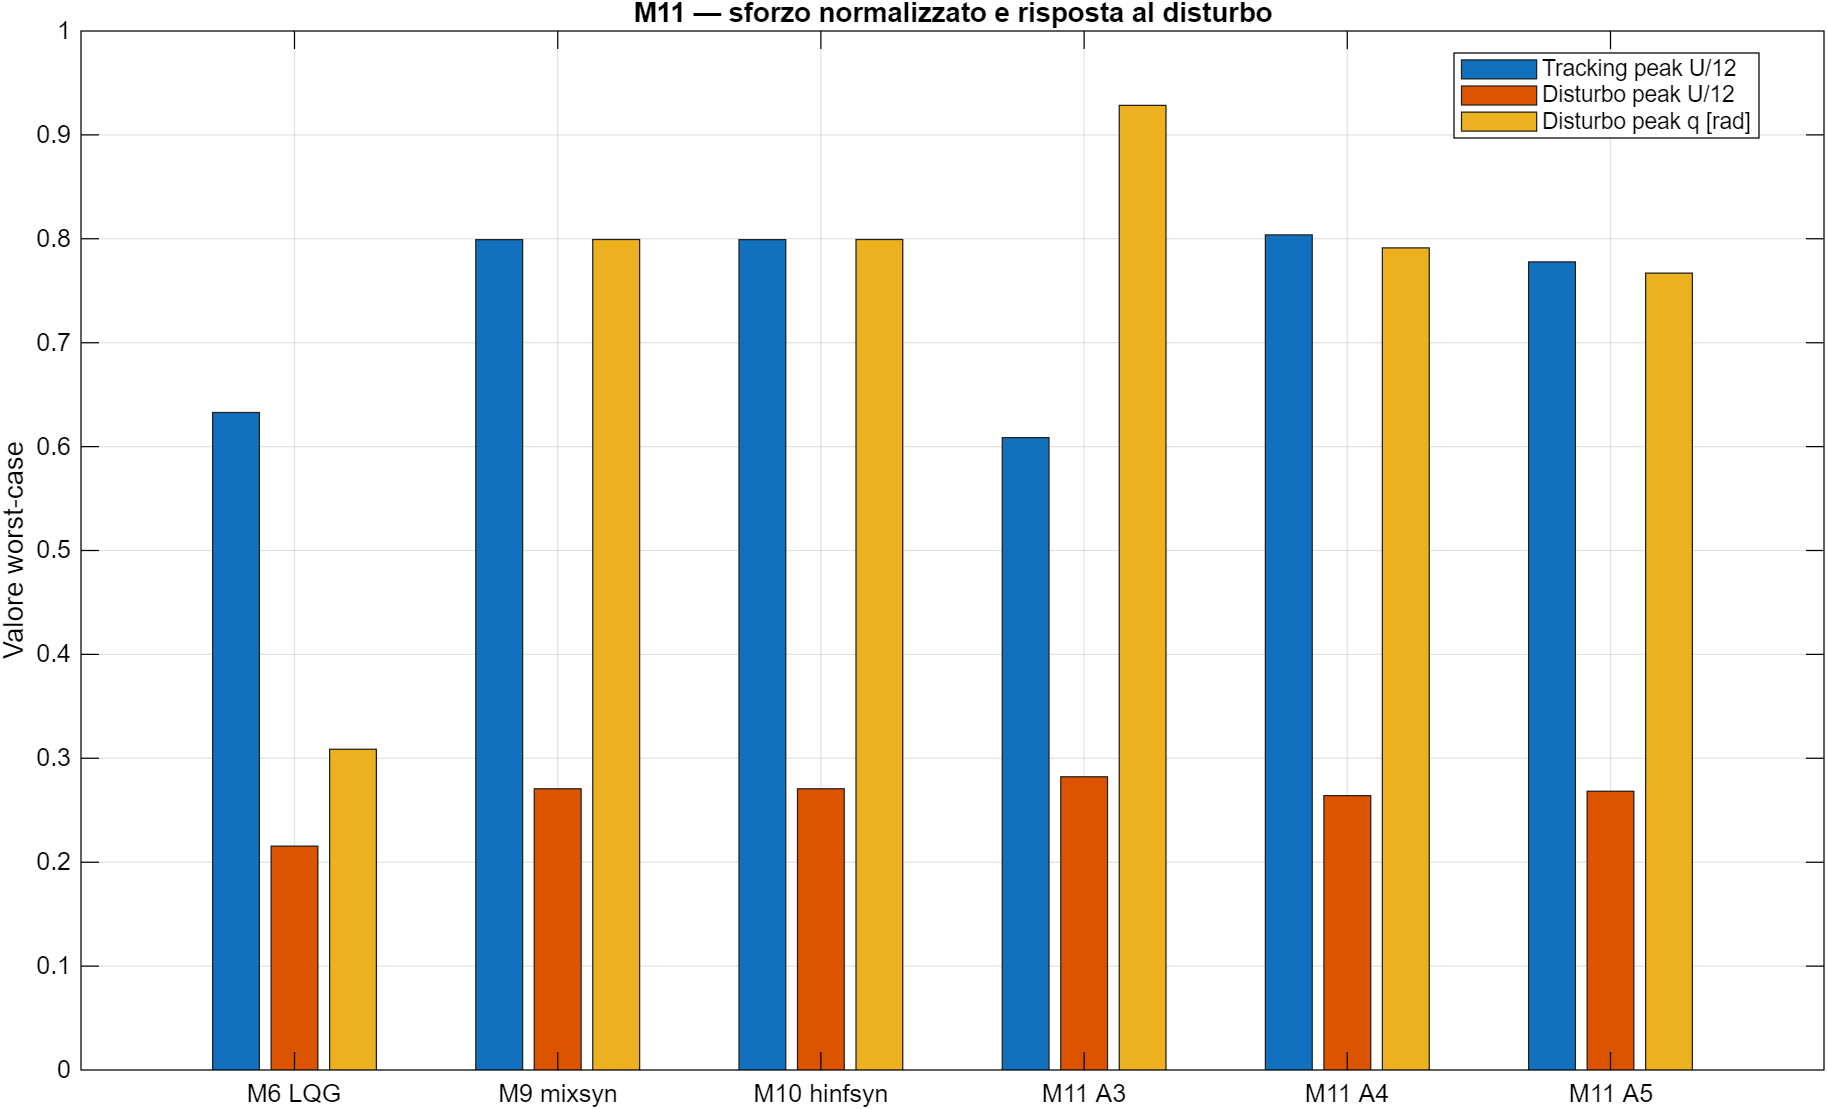 M11 — sforzo normalizzato e risposta al disturbo
Tracking peak U/12
Disturbo peak U/12
Disturbo peak q [rad]
Valore worst-case
1
0.9
0.8
0.7
0.6
0.5
0.4
0.3
0.2
0.1
0
M6 LQG
M9 mixsyn
M10 hinfsyn
M11 A3
M11 A4
M11 A5